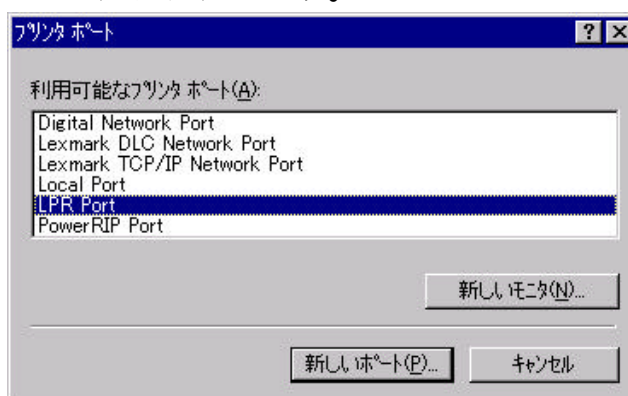 プリンタ ポート
利用可能なプリンタ ポート(A):
Digital Network Port
Lexmark DLC Network Port
Lexmark TCP/IP Network Port
Local Port
LPR Port
PowerRIP Port
新しいモニタ(N)...
新しいポート(P)...
キャンセル